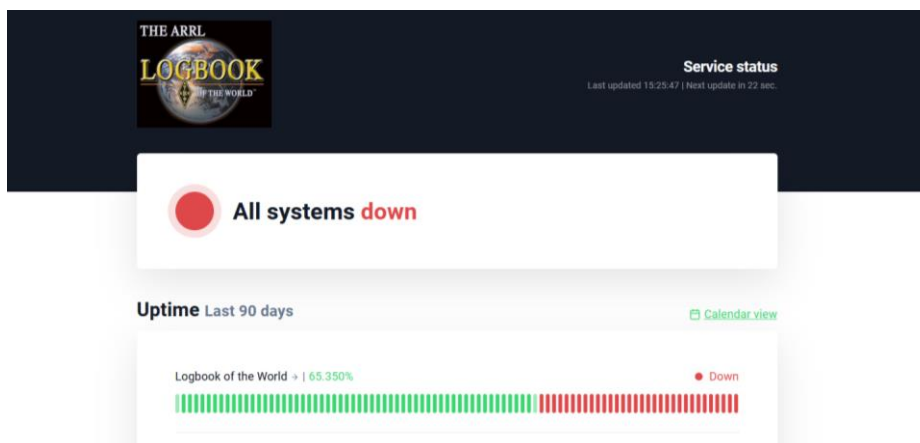 THE ARRL
LOGBOOK
OF THE WORLD
Service status
Last updated 15:25:47 | Next update in 22 sec.
All systems down
Uptime Last 90 days
Calendar view
Logbook of the World → | 65.350%
Down